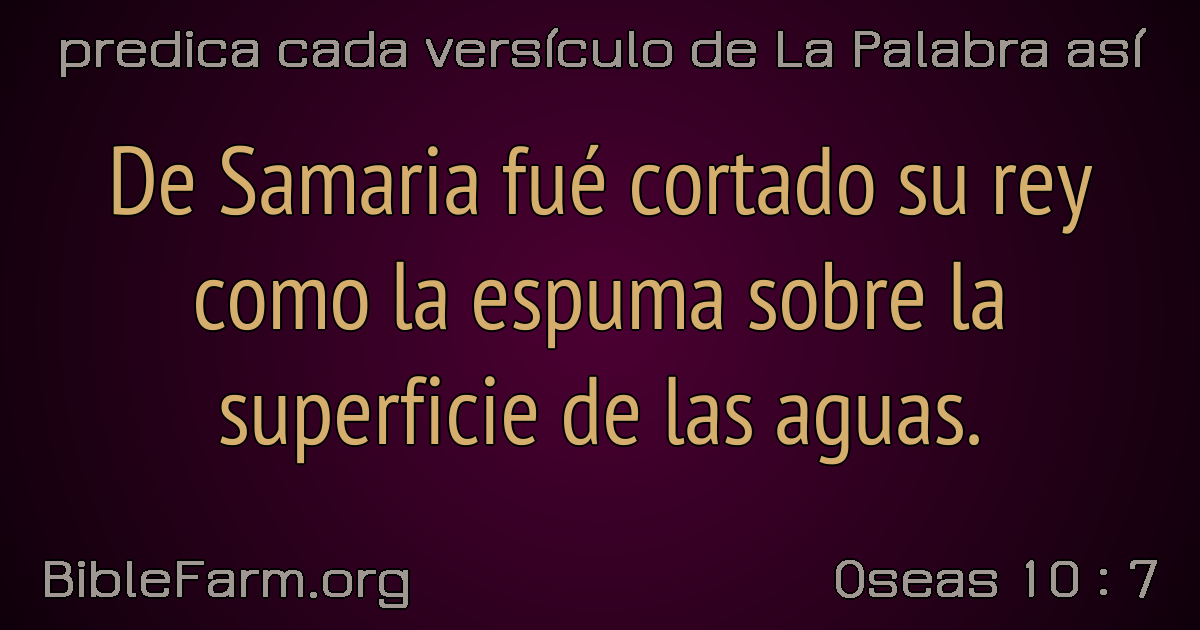 predica cada versículo de La Palabra así
De Samaria fué cortado su rey
como la espuma sobre la
superficie de las aguas.
BibleFarm.org
Oseas 10 : 7